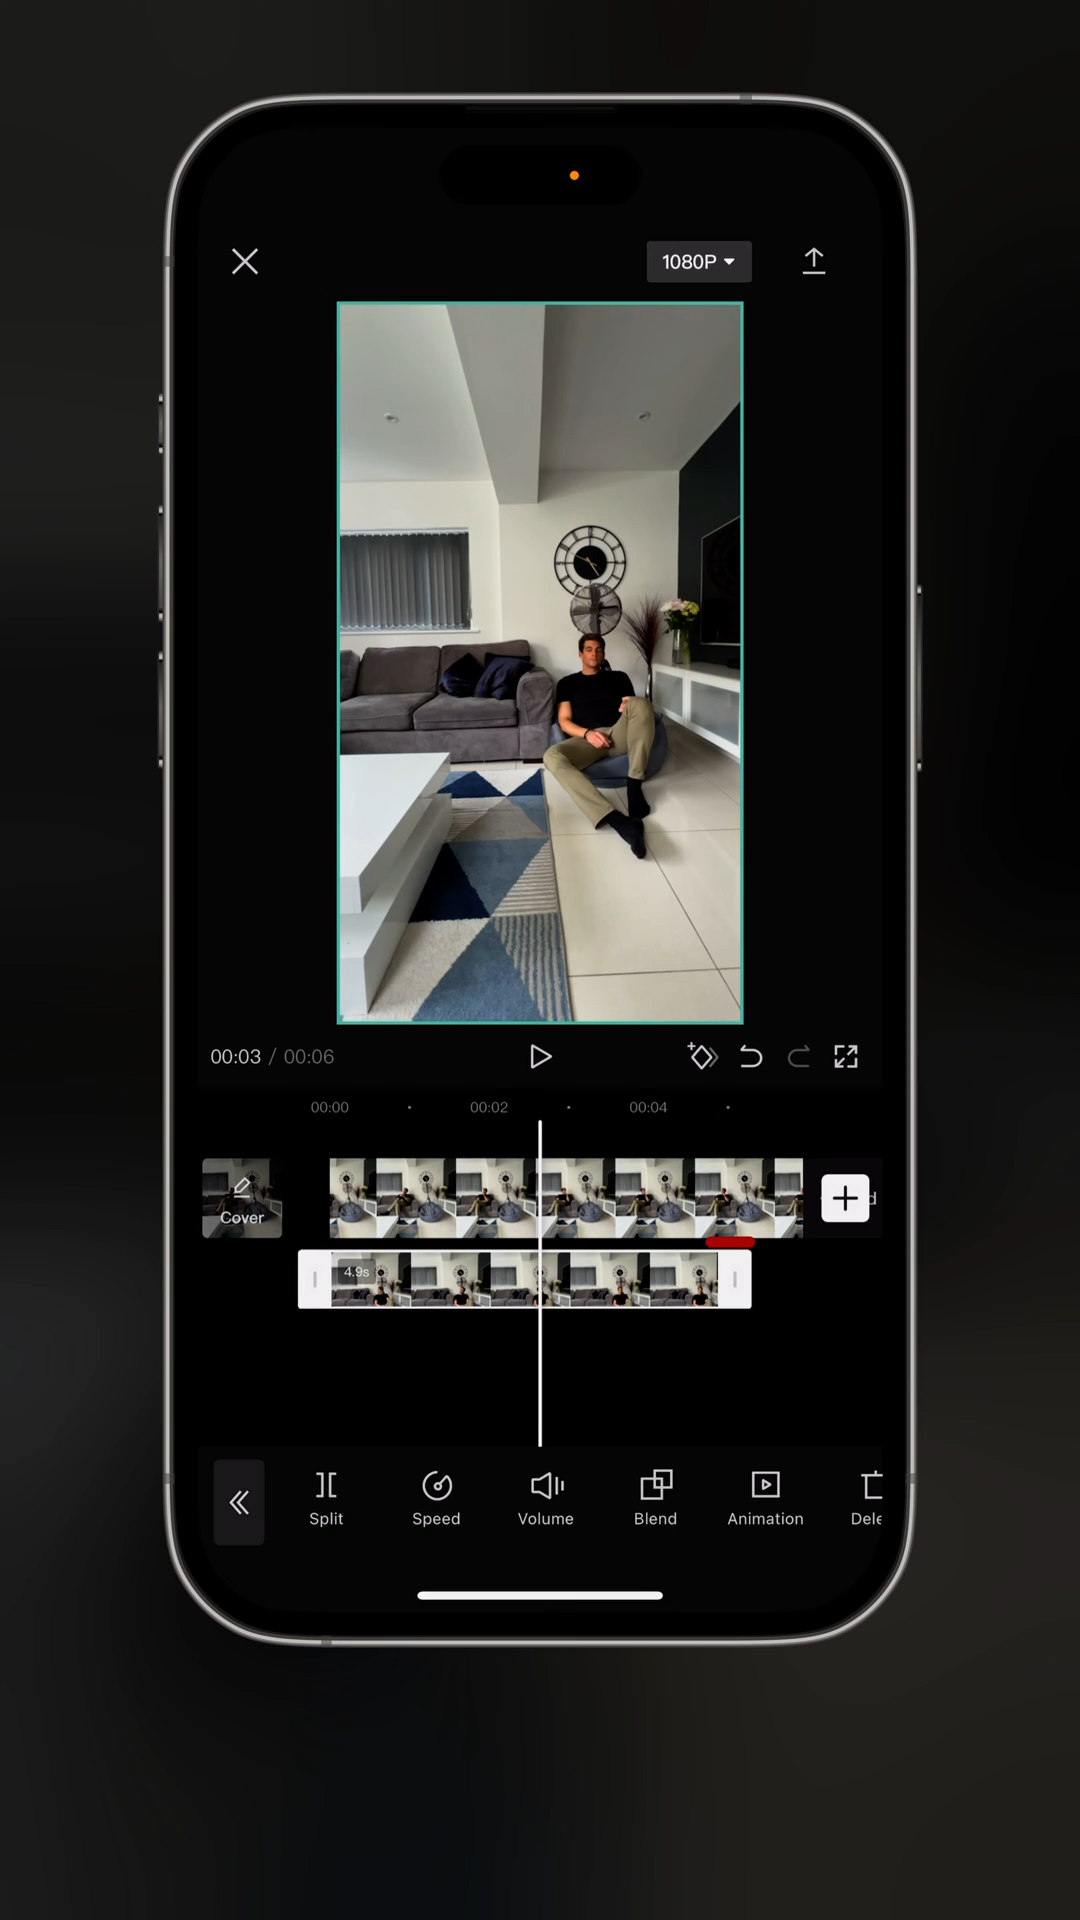 1080P
00:03 / 00:06
00:00 00:02 00:04
Cover
4.9s
Split Speed Volume Blend Animation Dele